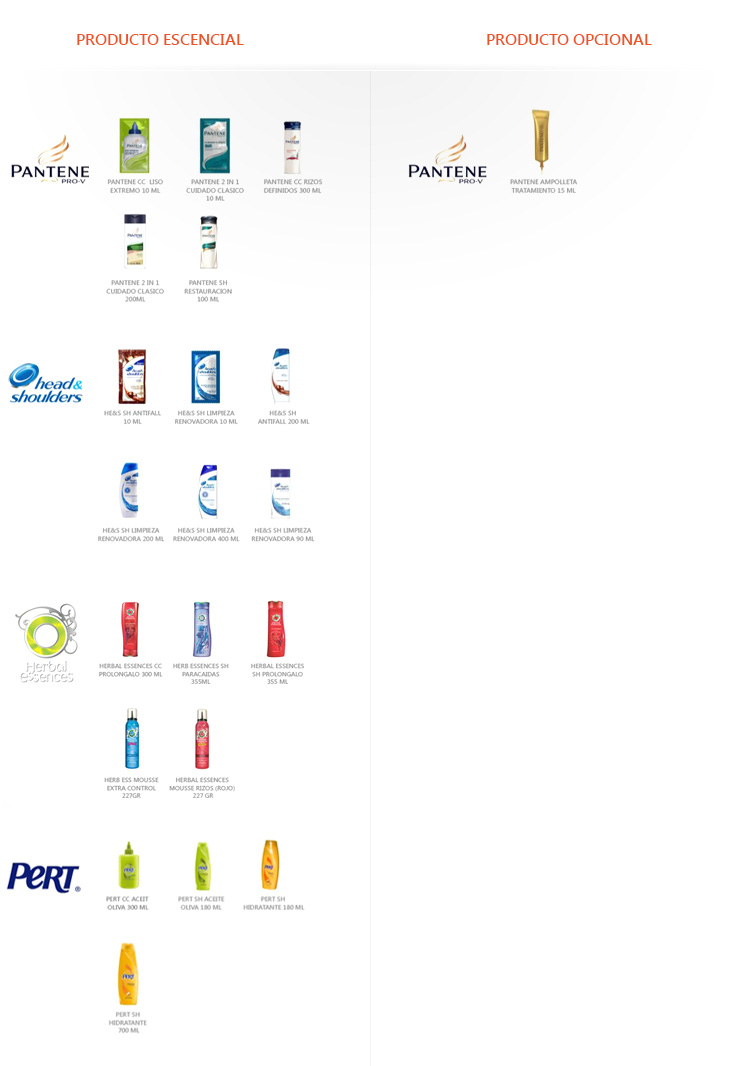 PRODUCTO ESCENCIAL
PRODUCTO OPCIONAL
PANTENE
PRO-V
PANTENE CC LISO
EXTREMO 10 ML
PANTENE 2 IN 1
CUIDADO CLASICO
10 ML
PANTENE CC RIZOS
DEFINIDOS 300 ML
PANTENE
PRO-V
PANTENE AMPOLLETA
TRATAMIENTO 15 ML
PANTENE 2 IN 1
CUIDADO CLASICO
200ML
PANTENE SH
RESTAURACION
100 ML
head&
shoulders
HE&S SH ANTIFALL
10 ML
HE&S SH LIMPIEZA
RENOVADORA 10 ML
HE&S SH
ANTIFALL 200 ML
HE&S SH LIMPIEZA
RENOVADORA 200 ML
HE&S SH LIMPIEZA
RENOVADORA 400 ML
HE&S SH LIMPIEZA
RENOVADORA 90 ML
Herbal
essences
HERBAL ESSENCES CC
PROLONGALO 300 ML
HERB ESSENCES SH
PARACAIDAS
355ML
HERBAL ESSENCES
SH PROLONGALO
355 ML
HERB ESS MOUSSE
EXTRA CONTROL
227GR
HERBAL ESSENCES
MOUSSE RIZOS (ROJO)
227 GR
PERT®
PERT CC ACEIT
OLIVA 300 ML
PERT SH ACEITE
OLIVA 180 ML
PERT SH
HIDRATANTE 180 ML
PERT SH
HIDRATANTE
700 ML